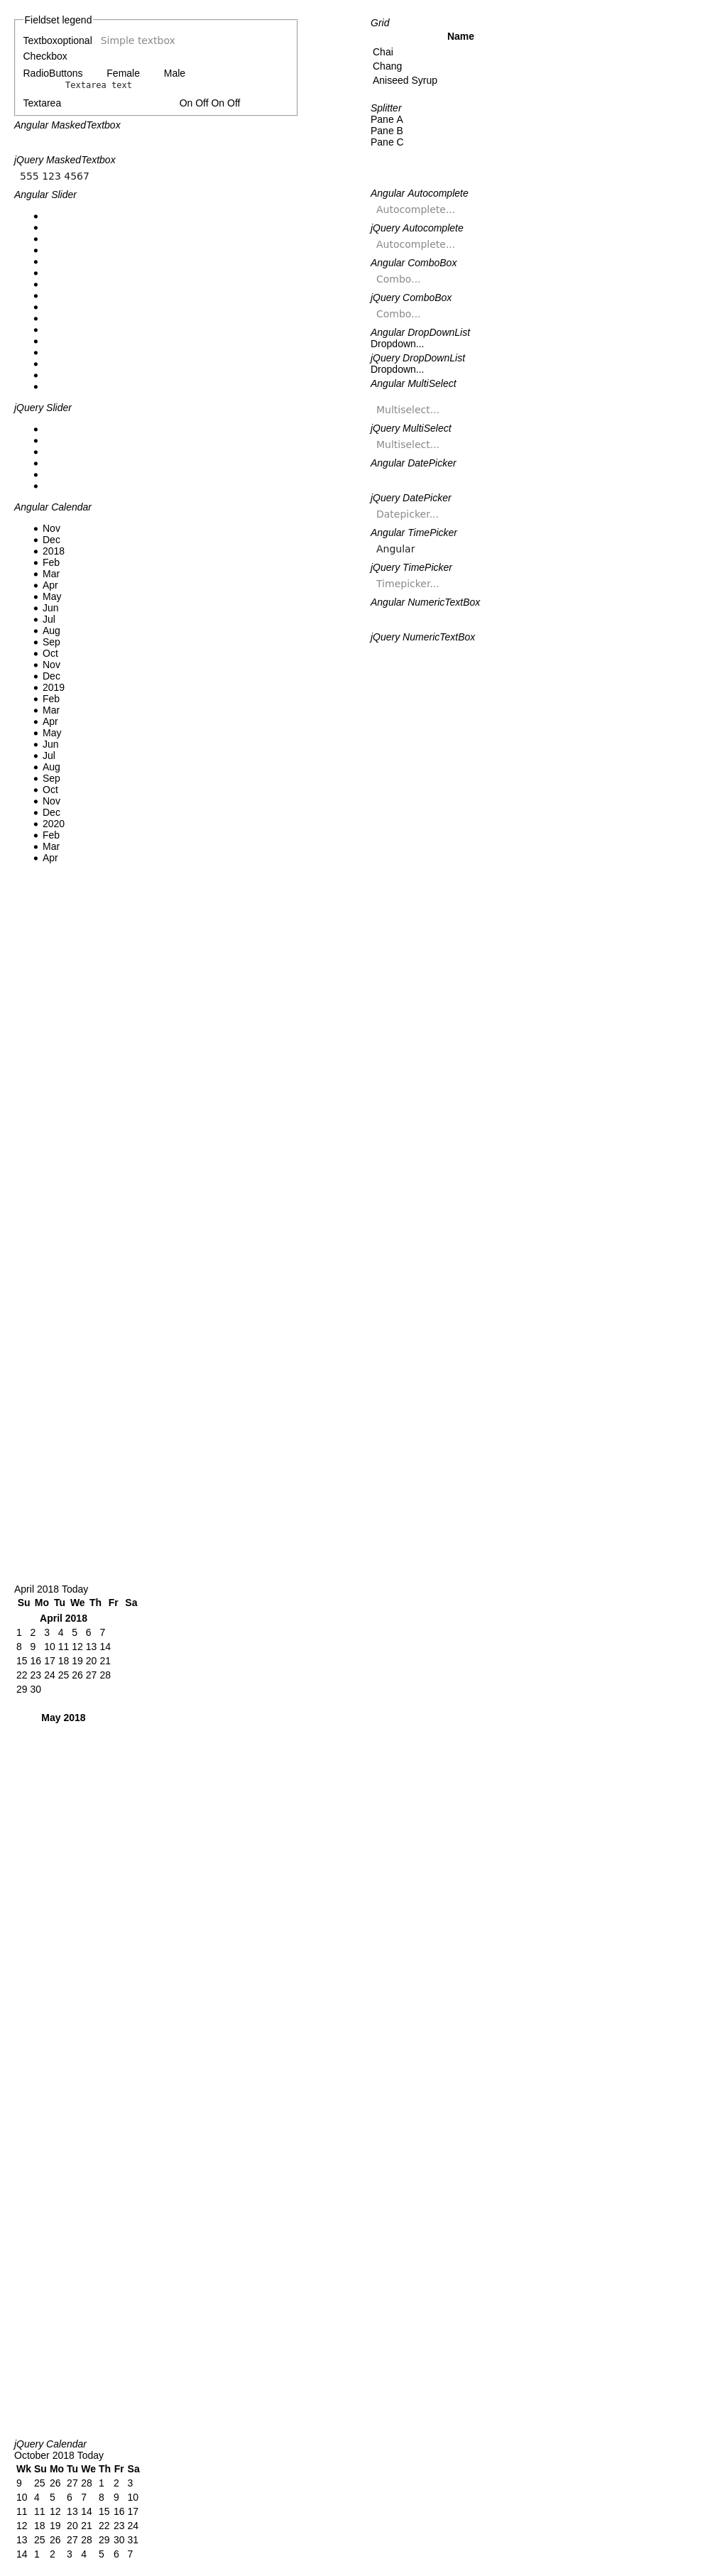 Fieldset legend
Textboxoptional Simple textbox
Checkbox
RadioButtons Female Male
Textarea text
Textarea On Off On Off
Angular MaskedTextbox
jQuery MaskedTextbox
555 123 4567
Angular Slider
jQuery Slider
Angular Calendar
Nov
Dec
2018
Feb
Mar
Apr
May
Jun
Jul
Aug
Sep
Oct
Nov
Dec
2019
Feb
Mar
Apr
May
Jun
Jul
Aug
Sep
Oct
Nov
Dec
2020
Feb
Mar
Apr
April 2018 Today
Su Mo Tu We Th Fr Sa
April 2018
1 2 3 4 5 6 7
8 9 10 11 12 13 14
15 16 17 18 19 20 21
22 23 24 25 26 27 28
29 30
May 2018
jQuery Calendar
October 2018 Today
Wk Su Mo Tu We Th Fr Sa
9 25 26 27 28 1 2 3
10 4 5 6 7 8 9 10
11 11 12 13 14 15 16 17
12 18 19 20 21 22 23 24
13 25 26 27 28 29 30 31
14 1 2 3 4 5 6 7
Grid
Name
Chai
Chang
Aniseed Syrup
Splitter
Pane A
Pane B
Pane C
Angular Autocomplete
Autocomplete...
jQuery Autocomplete
Autocomplete...
Angular ComboBox
Combo...
jQuery ComboBox
Combo...
Angular DropDownList
Dropdown...
jQuery DropDownList
Dropdown...
Angular MultiSelect
Multiselect...
jQuery MultiSelect
Multiselect...
Angular DatePicker
jQuery DatePicker
Datepicker...
Angular TimePicker
Angular
jQuery TimePicker
Timepicker...
Angular NumericTextBox
jQuery NumericTextBox